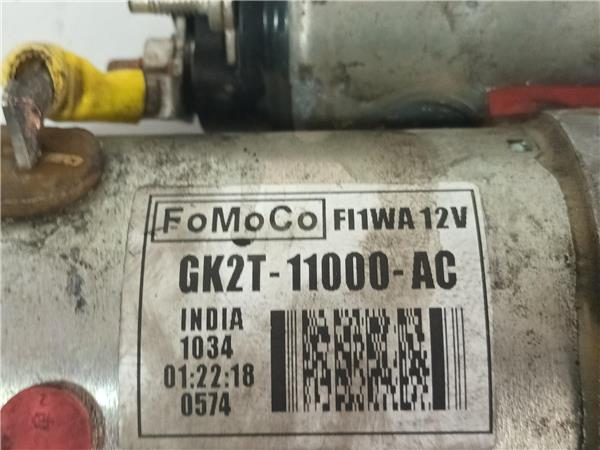 FoMoCo FI1WA 12V
GK2T-11000-AC
INDIA
1034
01:22:18
0574